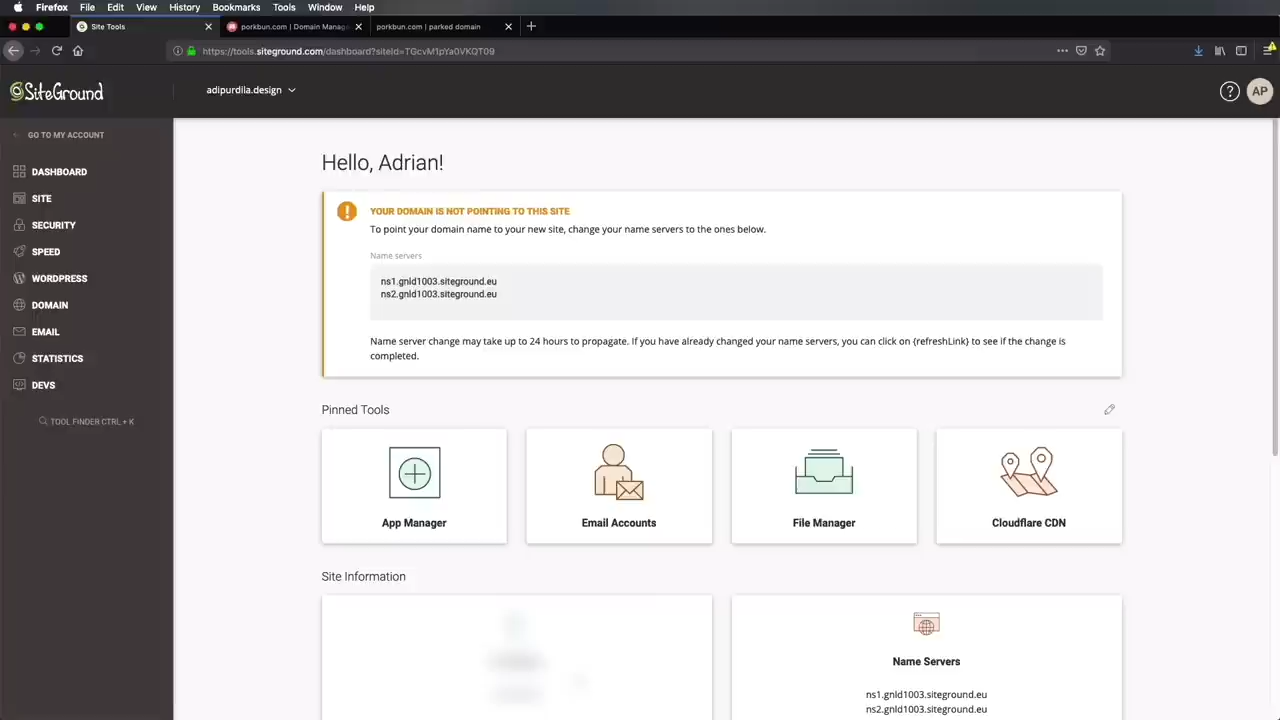 Firefox File Edit View History Bookmarks Tools Window Help
Site Tools
porkbun.com | Domain Manag
porkbun.com | parked domain
https://tools.siteground.com/dashboard?siteId=TGcvM1pYa0VKQT09
SiteGround
adipurdila.design
? AP
GO TO MY ACCOUNT
DASHBOARD
SITE
SECURITY
SPEED
WORDPRESS
DOMAIN
EMAIL
STATISTICS
DEVS
TOOL FINDER CTRL + K
Hello, Adrian!
YOUR DOMAIN IS NOT POINTING TO THIS SITE
To point your domain name to your new site, change your name servers to the ones below.
Name servers
ns1.gnld1003.siteground.eu
ns2.gnld1003.siteground.eu
Name server change may take up to 24 hours to propagate. If you have already changed your name servers, you can click on {refreshLink} to see if the change is
completed.
Pinned Tools
App Manager
Email Accounts
File Manager
Cloudflare CDN
Site Information
Name Servers
ns1.gnld1003.siteground.eu
ns2.gnld1003.siteground.eu